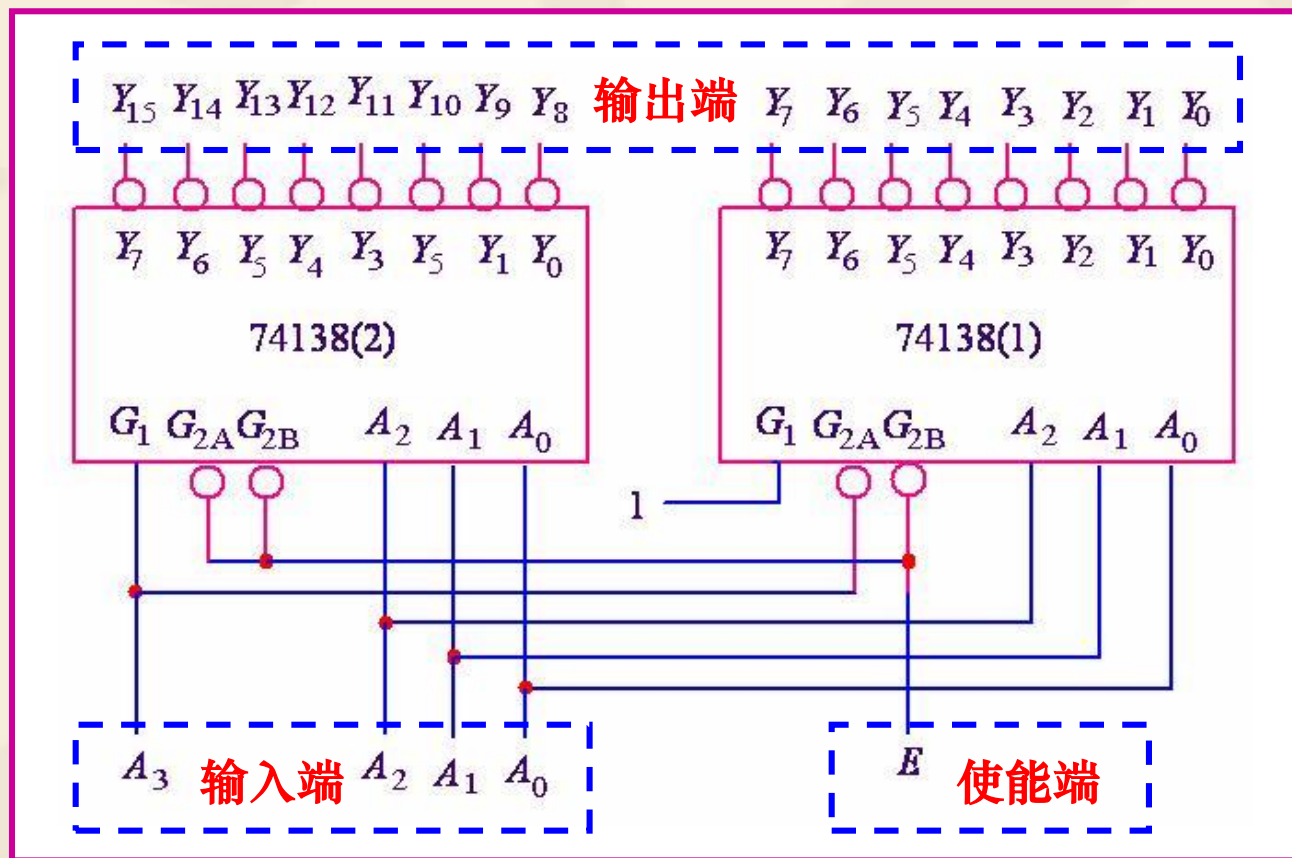 Y15 Y14 Y13 Y12 Y11 Y10 Y9 Y8 输出端 Y7 Y6 Y5 Y4 Y3 Y2 Y1 Y0
Y7 Y6 Y5 Y4 Y3 Y5 Y1 Y0
Y7 Y6 Y5 Y4 Y3 Y2 Y1 Y0
74138(2)
74138(1)
G1 G2A G2B A2 A1 A0
G1 G2A G2B A2 A1 A0
1
A3 输入端 A2 A1 A0
E 使能端